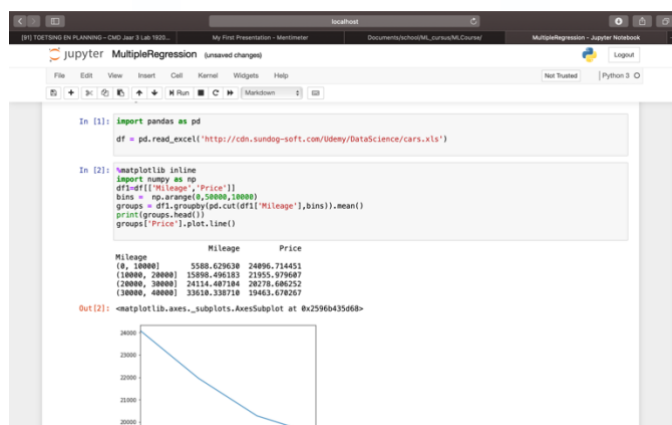 localhost
[91] TOETSING EN PLANNING – CMD Jaar 3 Lab 1920...
My First Presentation - Mentimeter
Documents/school/ML_cursus/MLCourse/
MultipleRegression - Jupyter Notebook
jupyter MultipleRegression (unsaved changes)
Logout
File Edit View Insert Cell Kernel Widgets Help
Not Trusted
Python 3
Run
Markdown
In [1]: import pandas as pd
df = pd.read_excel('http://cdn.sundog-soft.com/Udemy/DataScience/cars.xls')
In [2]: %matplotlib inline
import numpy as np
df1=df[['Mileage','Price']]
bins = np.arange(0,50000,10000)
groups = df1.groupby(pd.cut(df1['Mileage'],bins)).mean()
print(groups.head())
groups['Price'].plot.line()
Mileage Price
Mileage
(0, 10000] 5588.629630 24096.714451
(10000, 20000] 15898.496183 21955.979607
(20000, 30000] 24114.407104 20278.606252
(30000, 40000] 33610.338710 19463.670267
Out[2]: <matplotlib.axes._subplots.AxesSubplot at 0x2596b435d68>
24000
23000
22000
21000
20000